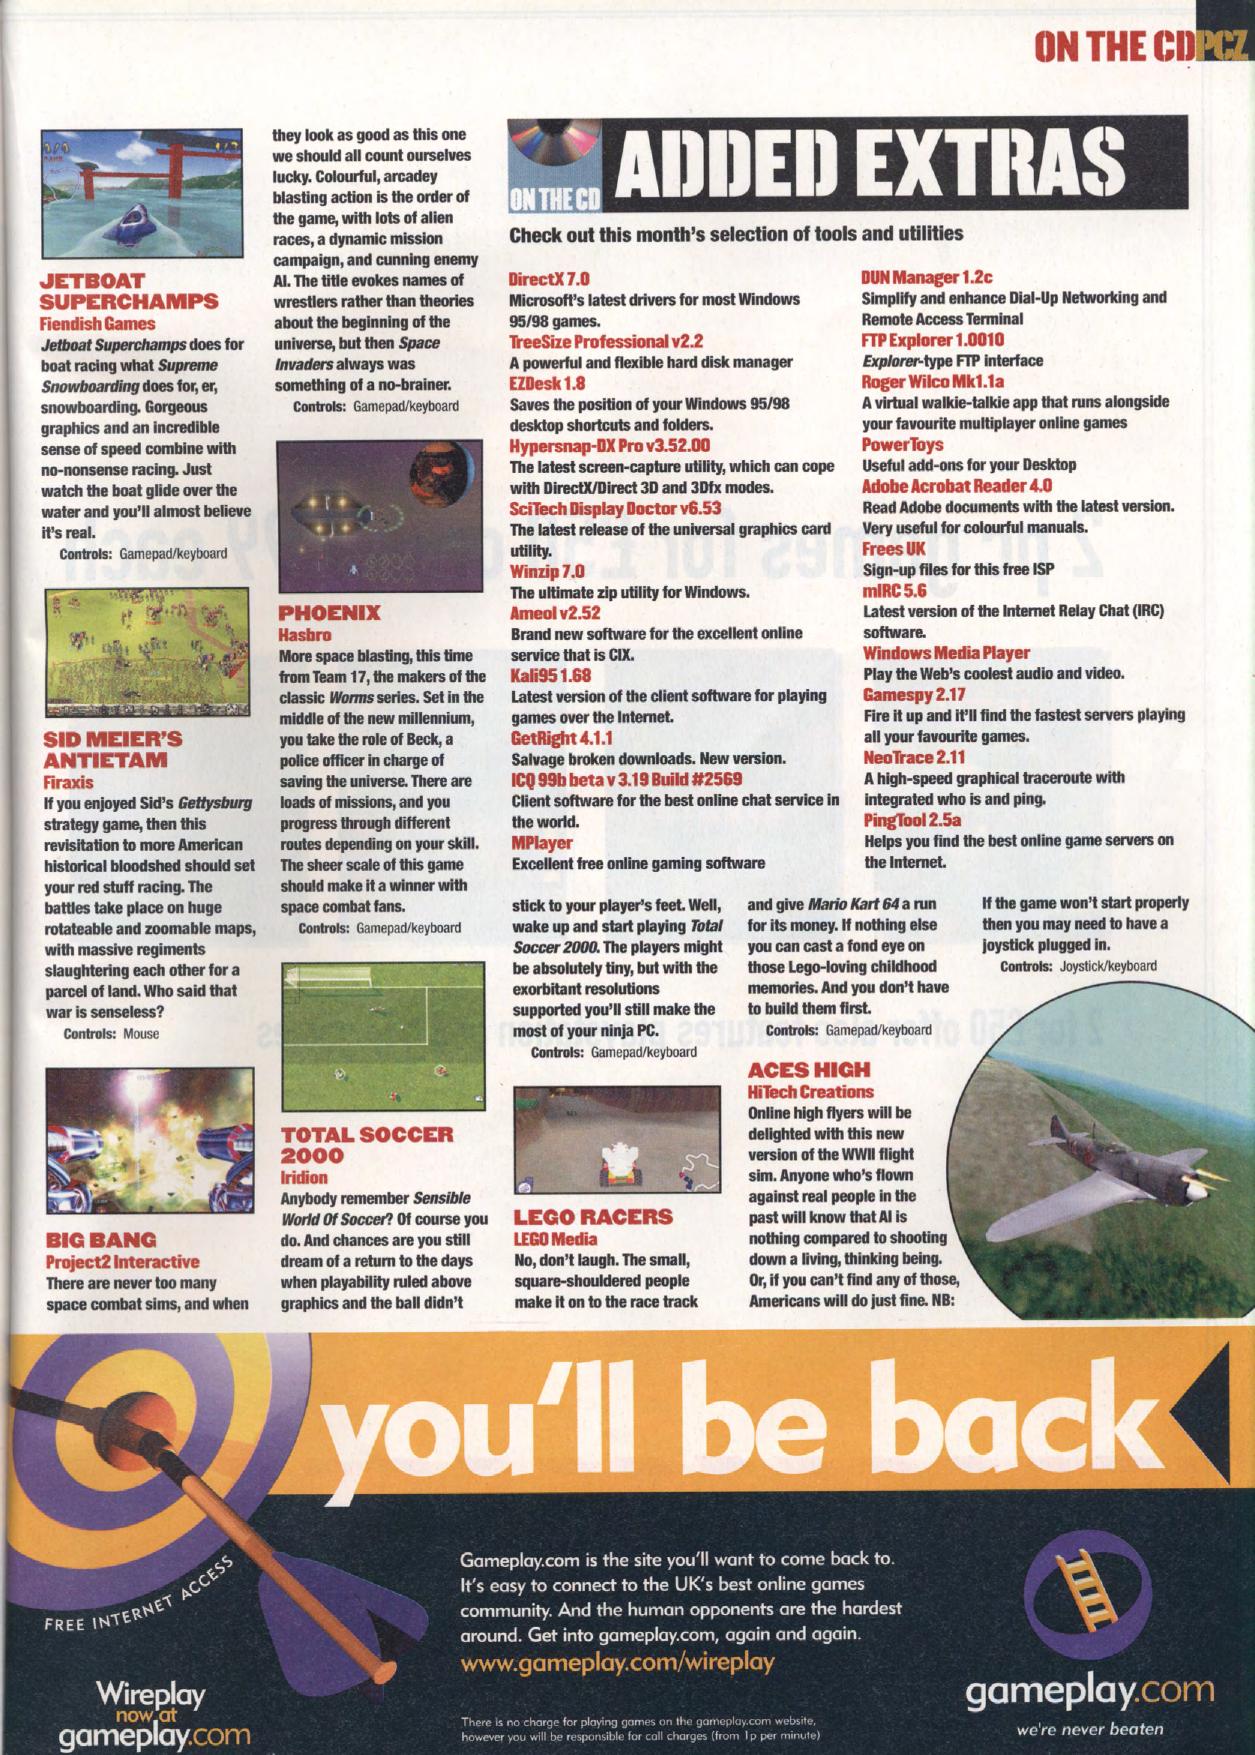 ON THE CD PCZ
JETBOAT
SUPERCHAMPS
Fiendish Games
Jetboat Superchamps does for
boat racing what Supreme
Snowboarding does for, er,
snowboarding. Gorgeous
graphics and an incredible
sense of speed combine with
no-nonsense racing. Just
watch the boat glide over the
water and you'll almost believe
it's real.
Controls: Gamepad/keyboard
SID MEIER'S
ANTIETAM
Firaxis
If you enjoyed Sid's Gettysburg
strategy game, then this
revisitation to more American
historical bloodshed should set
your red stuff racing. The
battles take place on huge
rotateable and zoomable maps,
with massive regiments
slaughtering each other for a
parcel of land. Who said that
war is senseless?
Controls: Mouse
BIG BANG
Project2 Interactive
There are never too many
space combat sims, and when
they look as good as this one
we should all count ourselves
lucky. Colourful, arcadey
blasting action is the order of
the game, with lots of alien
races, a dynamic mission
campaign, and cunning enemy
AI. The title evokes names of
wrestlers rather than theories
about the beginning of the
universe, but then Space
Invaders always was
something of a no-brainer.
Controls: Gamepad/keyboard
PHOENIX
Hasbro
More space blasting, this time
from Team 17, the makers of the
classic Worms series. Set in the
middle of the new millennium,
you take the role of Beck, a
police officer in charge of
saving the universe. There are
loads of missions, and you
progress through different
routes depending on your skill.
The sheer scale of this game
should make it a winner with
space combat fans.
Controls: Gamepad/keyboard
TOTAL SOCCER
2000
Iridion
Anybody remember Sensible
World Of Soccer? Of course you
do. And chances are you still
dream of a return to the days
when playability ruled above
graphics and the ball didn't
stick to your player's feet. Well,
wake up and start playing Total
Soccer 2000. The players might
be absolutely tiny, but with the
exorbitant resolutions
supported you'll still make the
most of your ninja PC.
Controls: Gamepad/keyboard
LEGO RACERS
LEGO Media
No, don't laugh. The small,
square-shouldered people
make it on to the race track
and give Mario Kart 64 a run
for its money. If nothing else
you can cast a fond eye on
those Lego-loving childhood
memories. And you don't have
to build them first.
Controls: Gamepad/keyboard
ACES HIGH
HiTech Creations
Online high flyers will be
delighted with this new
version of the WWII flight
sim. Anyone who's flown
against real people in the
past will know that AI is
nothing compared to shooting
down a living, thinking being.
Or, if you can't find any of those,
Americans will do just fine. NB:
If the game won't start properly
then you may need to have a
joystick plugged in.
Controls: Joystick/keyboard
ON THE CD
ADDED EXTRAS
Check out this month's selection of tools and utilities
DirectX 7.0
Microsoft's latest drivers for most Windows
95/98 games.
TreeSize Professional v2.2
A powerful and flexible hard disk manager
EZDesk 1.8
Saves the position of your Windows 95/98
desktop shortcuts and folders.
Hypersnap-DX Pro v3.52.00
The latest screen-capture utility, which can cope
with DirectX/Direct 3D and 3Dfx modes.
SciTech Display Doctor v6.53
The latest release of the universal graphics card
utility.
Winzip 7.0
The ultimate zip utility for Windows.
Ameol v2.52
Brand new software for the excellent online
service that is CIX.
Kali95 1.68
Latest version of the client software for playing
games over the Internet.
GetRight 4.1.1
Salvage broken downloads. New version.
ICQ 99b beta v 3.19 Build #2569
Client software for the best online chat service in
the world.
MPlayer
Excellent free online gaming software
DUN Manager 1.2c
Simplify and enhance Dial-Up Networking and
Remote Access Terminal
FTP Explorer 1.0010
Explorer-type FTP interface
Roger Wilco Mk1.1a
A virtual walkie-talkie app that runs alongside
your favourite multiplayer online games
PowerToys
Useful add-ons for your Desktop
Adobe Acrobat Reader 4.0
Read Adobe documents with the latest version.
Very useful for colourful manuals.
Frees UK
Sign-up files for this free ISP
mIRC 5.6
Latest version of the Internet Relay Chat (IRC)
software.
Windows Media Player
Play the Web's coolest audio and video.
Gamespy 2.17
Fire it up and it'll find the fastest servers playing
all your favourite games.
NeoTrace 2.11
A high-speed graphical traceroute with
integrated who is and ping.
PingTool 2.5a
Helps you find the best online game servers on
the Internet.
you'll be back
FREE INTERNET ACCESS
Wireplay
now at
gameplay.com
Gameplay.com is the site you'll want to come back to.
It's easy to connect to the UK's best online games
community. And the human opponents are the hardest
around. Get into gameplay.com, again and again.
www.gameplay.com/wireplay
There is no charge for playing games on the gameplay.com website,
however you will be responsible for call charges (from 1p per minute)
gameplay.com
we're never beaten